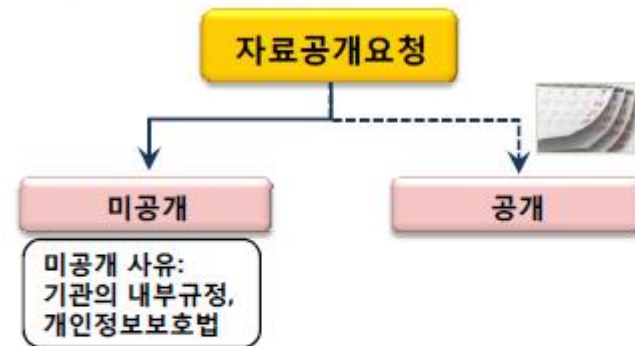 자료공개요청
미공개
공개
미공개 사유:
기관의 내부규정,
개인정보보호법